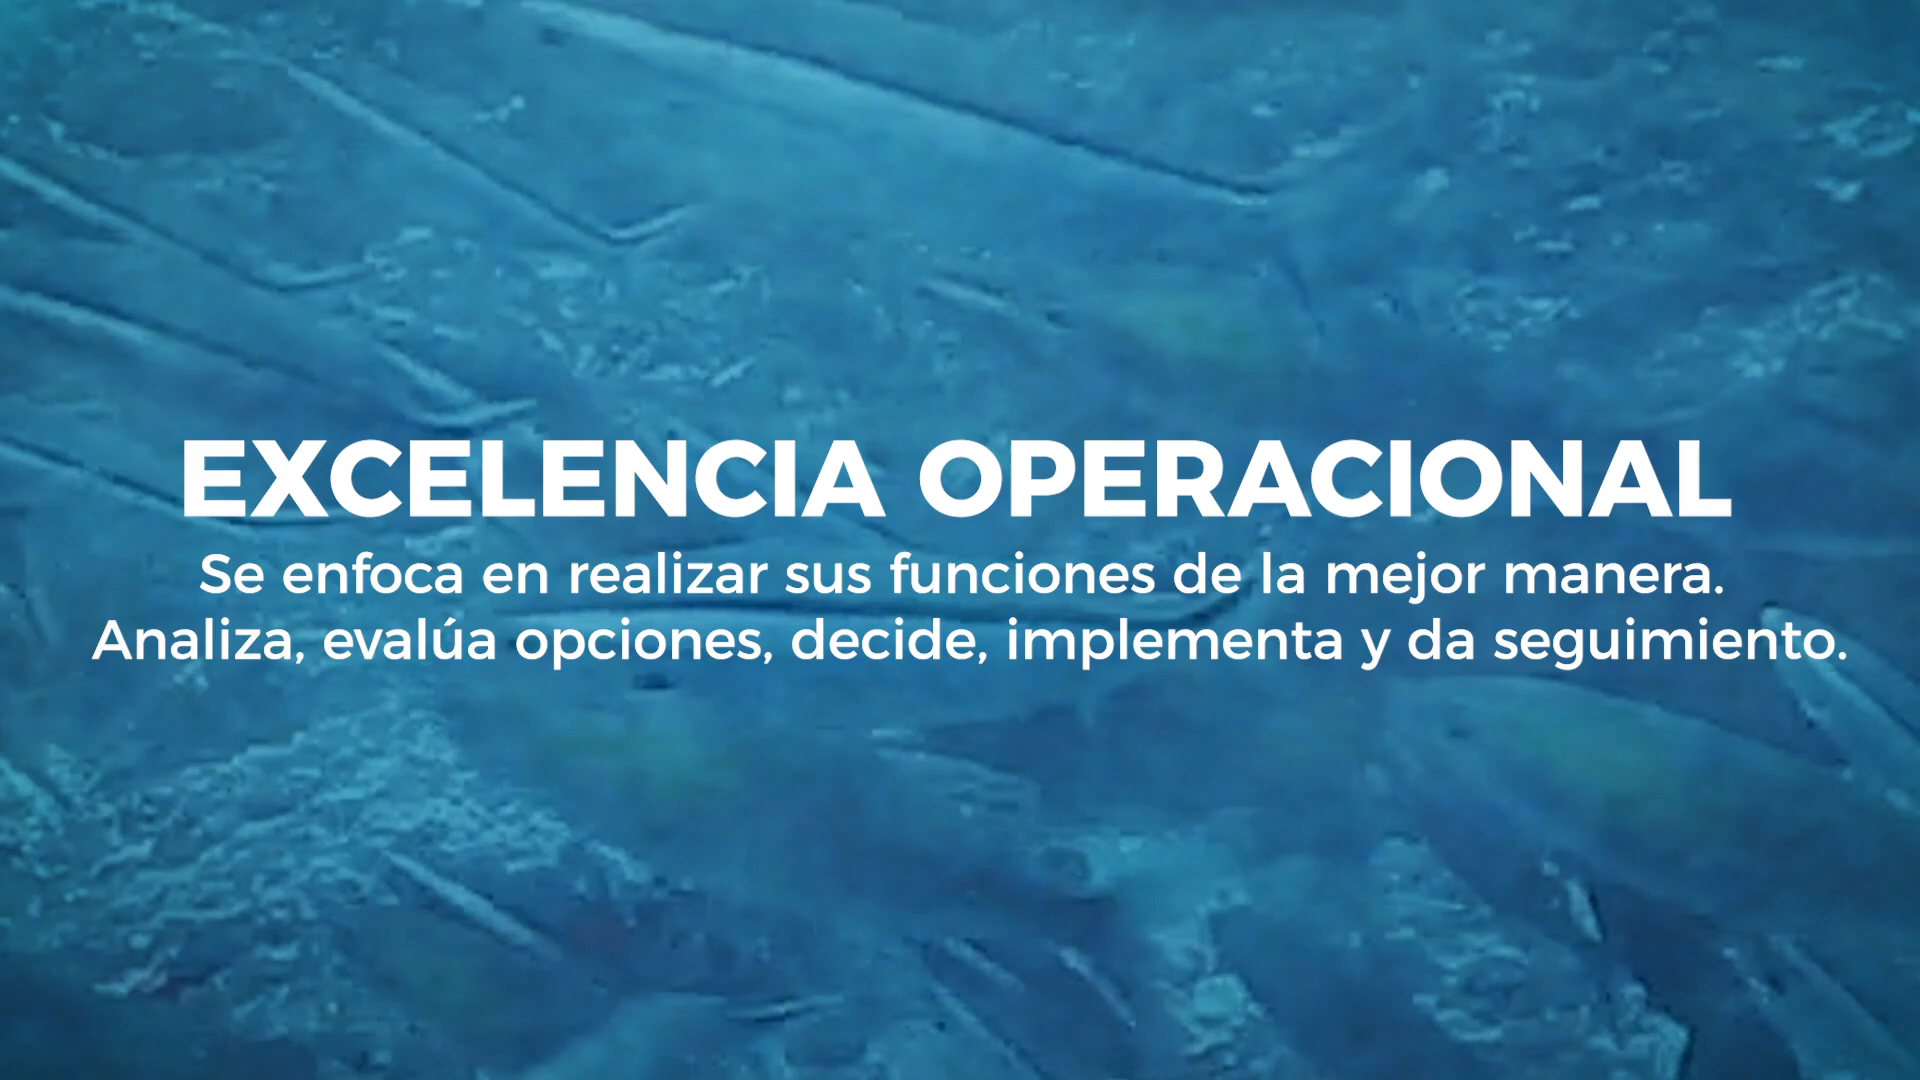 EXCELENCIA OPERACIONAL
Se enfoca en realizar sus funciones de la mejor manera.
Analiza, evalúa opciones, decide, implementa y da seguimiento.